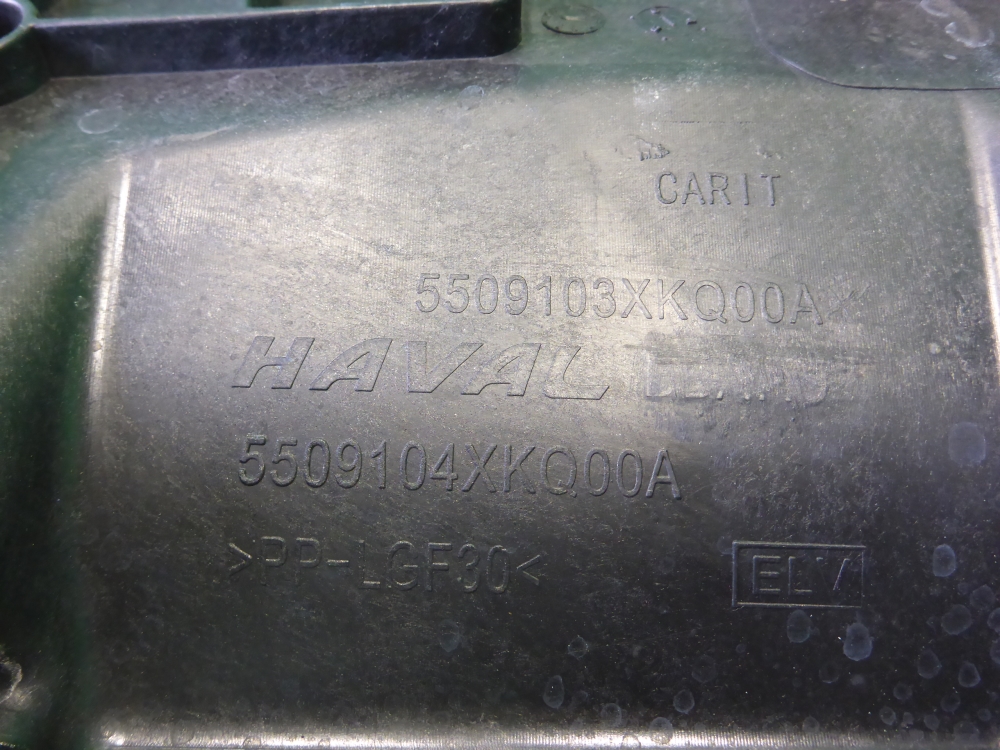 CARIT
5509103XKQ00A
HAVAL
5509104XKQ00A
>PP-LGF30<
ELV